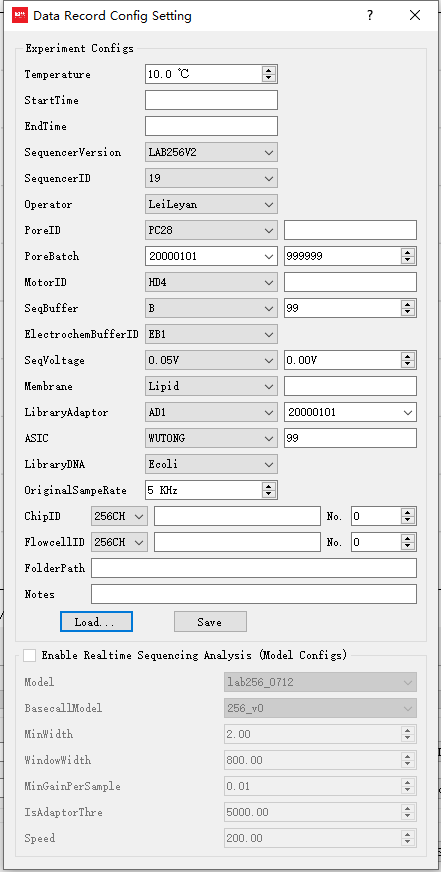 Data Record Config Setting ? ×
Experiment Configs
Temperature 10.0 ℃
StartTime
EndTime
SequencerVersion LAB256V2
SequencerID 19
Operator LeiLeyan
PoreID PC28
PoreBatch 20000101 999999
MotorID HD4
SeqBuffer B 99
ElectrochemBufferID EB1
SeqVoltage 0.05V 0.00V
Membrane Lipid
LibraryAdaptor AD1 20000101
ASIC WUTONG 99
LibraryDNA Ecoli
OriginalSampeRate 5 KHz
ChipID 256CH No. 0
FlowcellID 256CH No. 0
FolderPath
Notes
Load... Save
Enable Realtime Sequencing Analysis (Model Configs)
Model lab256_0712
BasecallModel 256_v0
MinWidth 2.00
WindowWidth 800.00
MinGainPerSample 0.01
IsAdaptorThre 5000.00
Speed 200.00